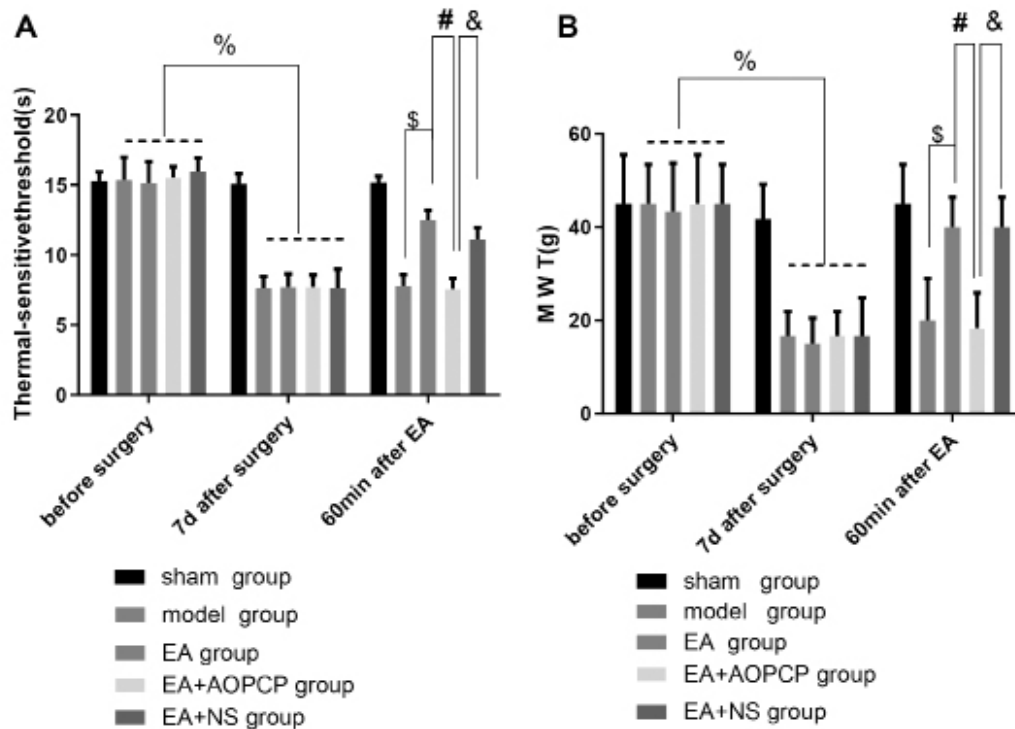 A
%
#
&
$
Thermal-sensitivethreshold(s)
20
15
10
5
0
before surgery
7d after surgery
60min after EA
sham group
model group
EA group
EA+AOPCP group
EA+NS group
B
%
#
&
$
M W T(g)
60
40
20
0
before surgery
7d after surgery
60min after EA
sham group
model group
EA group
EA+AOPCP group
EA+NS group